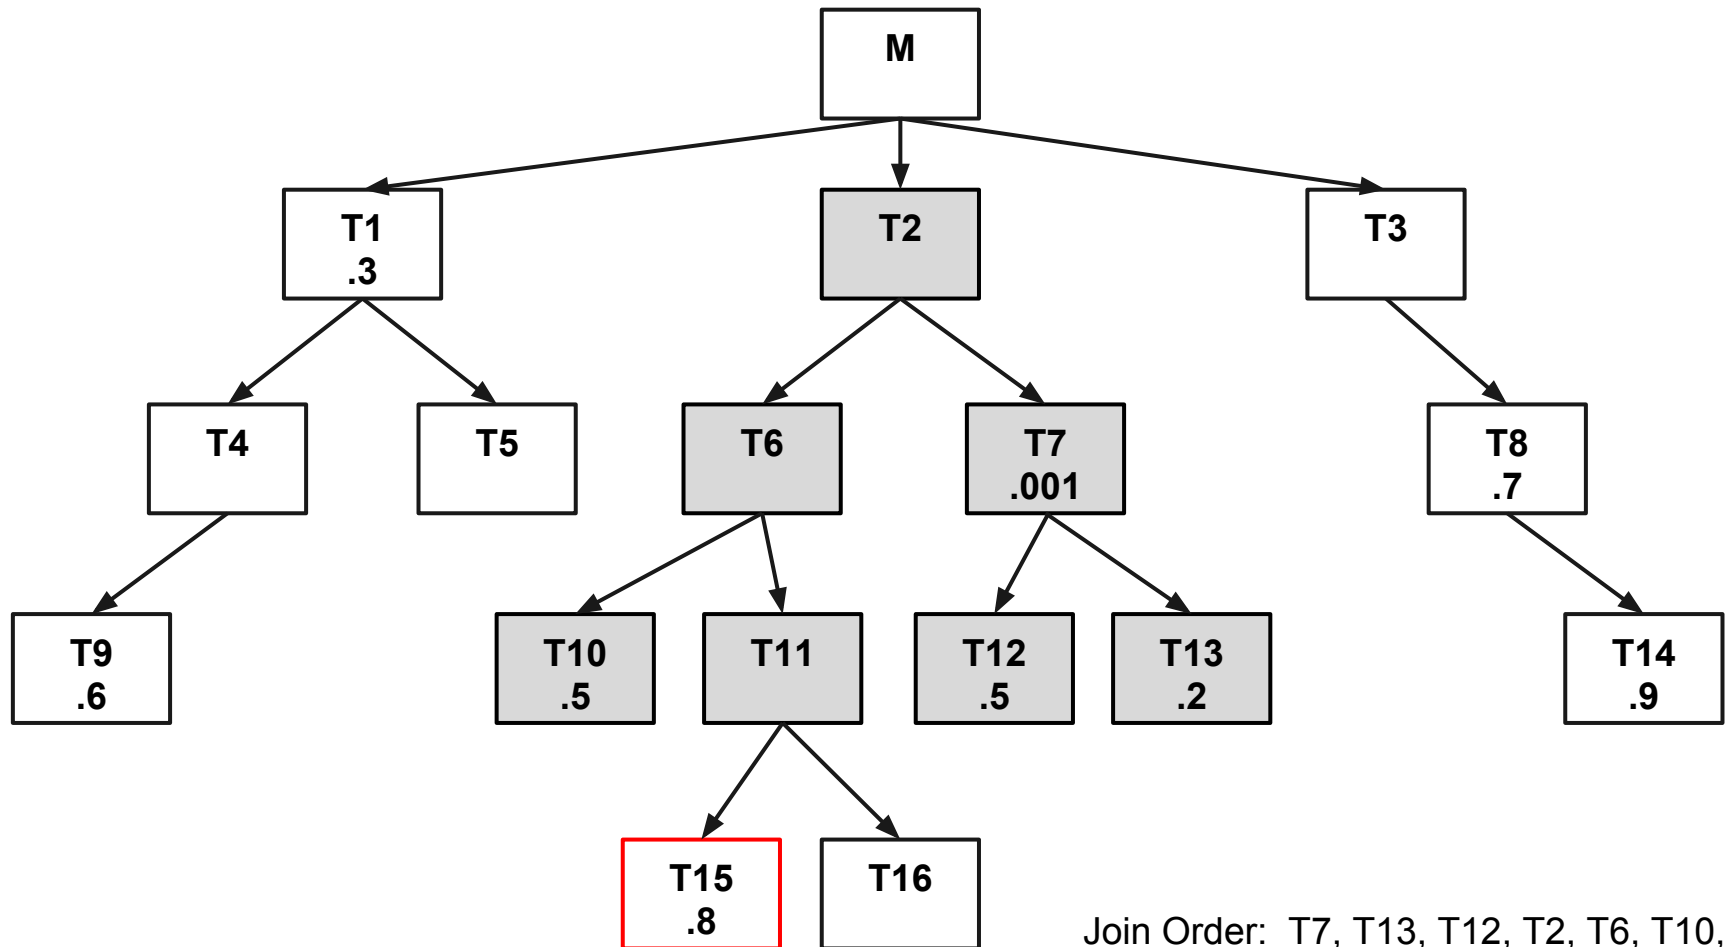 M
T1
.3
T2
T3
T4
T5
T6
T7
.001
T8
.7
T9
.6
T10
.5
T11
T12
.5
T13
.2
T14
.9
T15
.8
T16
Join Order: T7, T13, T12, T2, T6, T10,